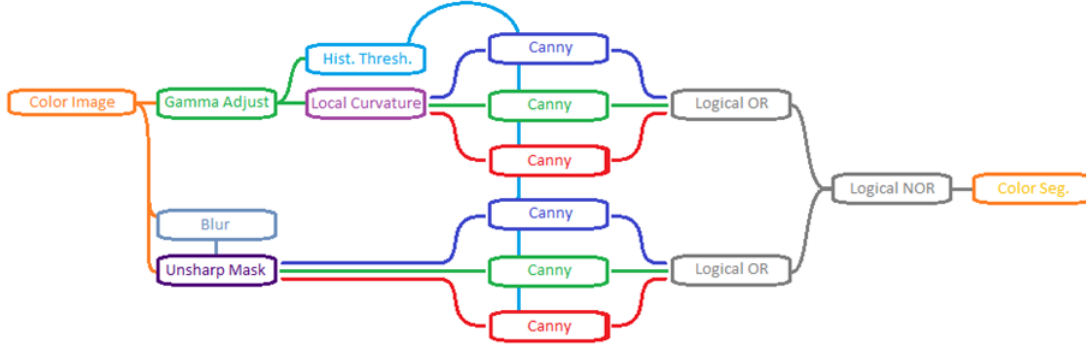 Canny
Hist. Thresh.
Color Image
Gamma Adjust
Local Curvature
Canny
Logical OR
Canny
Logical NOR
Color Seg.
Canny
Blur
Unsharp Mask
Canny
Logical OR
Canny